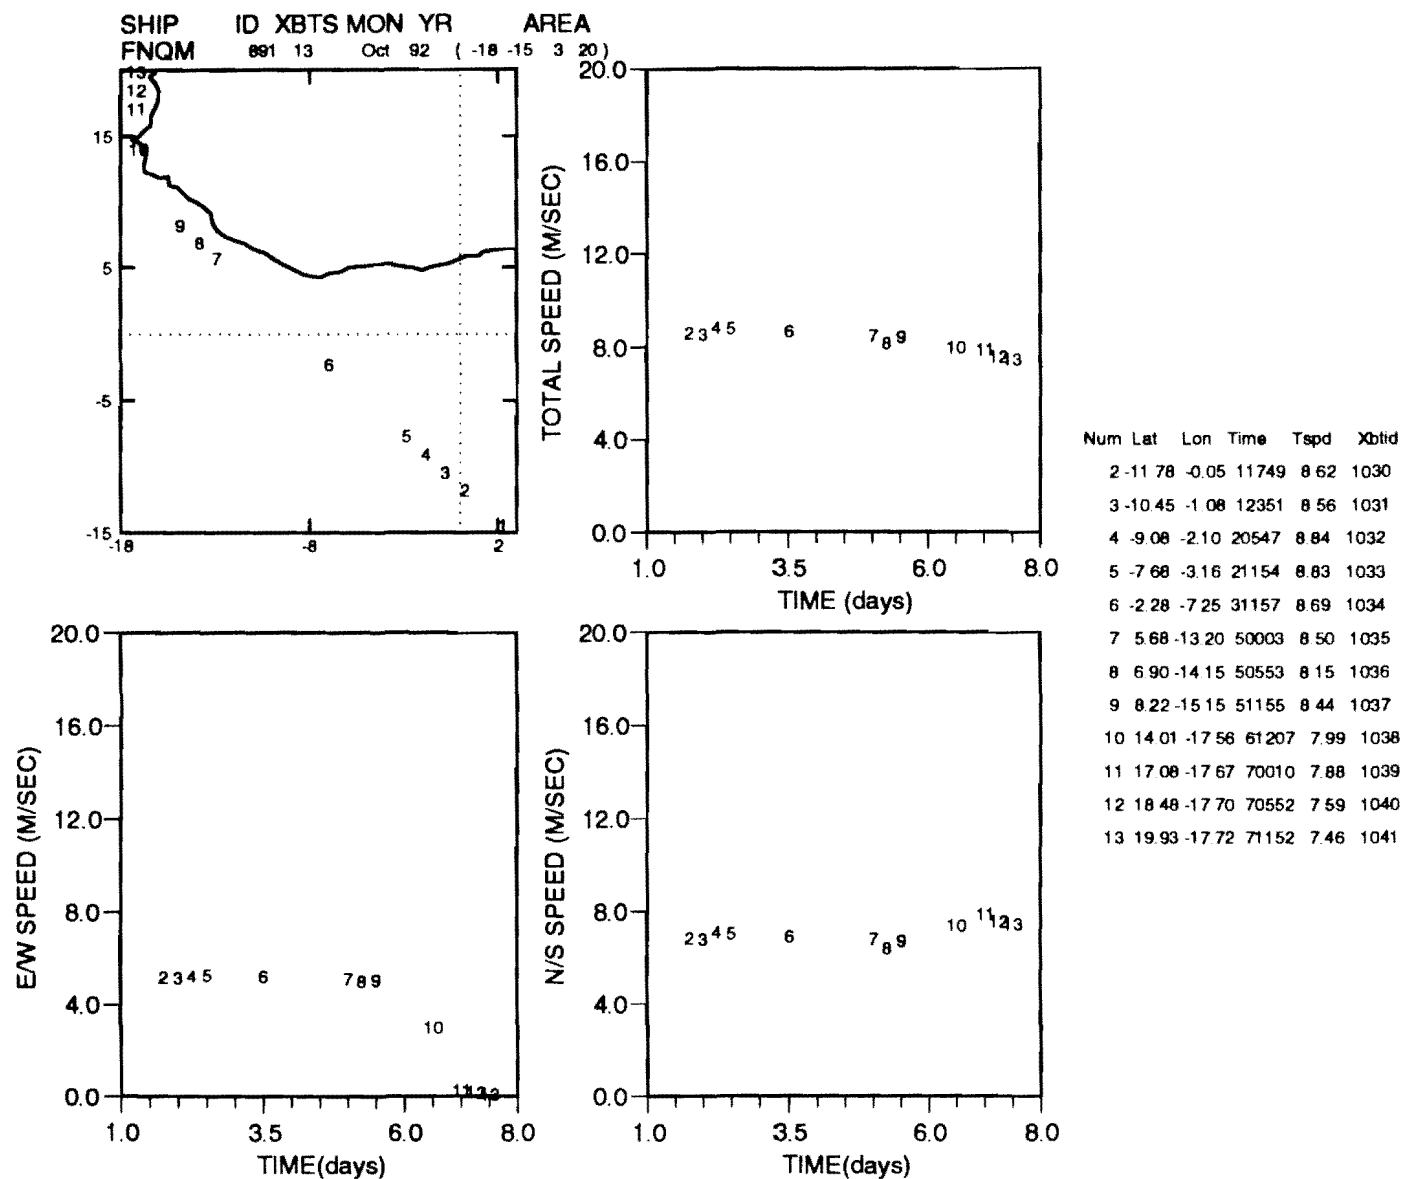 SHIP ID XBTS MON YR AREA
FNQM 891 13 Oct 92 ( -18 -15 3 20 )
13
12
11
15
9
8
7
5
6
-5
5
4
3
2
1
-15
-18 -8 2
20.0
16.0
12.0
8.0
4.0
0.0
TOTAL SPEED (M/SEC)
2 3 4 5 6 7 8 9 10 11 12 13
1.0 3.5 6.0 8.0
TIME (days)
Num Lat Lon Time Tspd Xbtid
2 -11 78 -0.05 11749 8 62 1030
3 -10.45 -1 08 12351 8 56 1031
4 -9.08 -2.10 20547 8.84 1032
5 -7 68 -3.16 21154 8.83 1033
6 -2 28 -7 25 31157 8.69 1034
7 5.68 -13.20 50003 8 50 1035
8 6.90 -14.15 50553 8 15 1036
9 8.22 -15 15 51155 8 44 1037
10 14.01 -17 56 61207 7.99 1038
11 17.08 -17 67 70010 7.88 1039
12 18 48 -17.70 70552 7 59 1040
13 19.93 -17.72 71152 7.46 1041
20.0
16.0
12.0
8.0
4.0
0.0
E/W SPEED (M/SEC)
2 3 4 5 6 7 8 9 10 11
1.0 3.5 6.0 8.0
TIME(days)
20.0
16.0
12.0
8.0
4.0
0.0
N/S SPEED (M/SEC)
2 3 4 5 6 7 8 9 10 11 12 13
1.0 3.5 6.0 8.0
TIME(days)